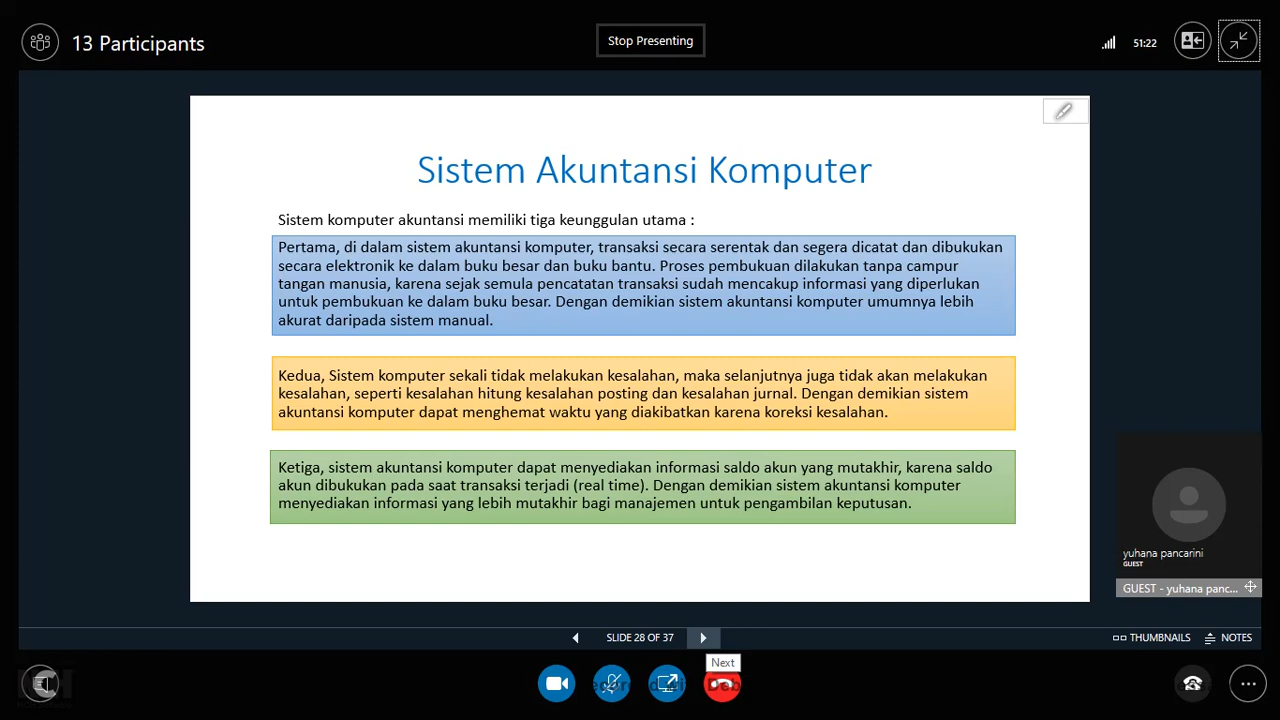 13 Participants
Stop Presenting
51:22
Sistem Akuntansi Komputer
Sistem komputer akuntansi memiliki tiga keunggulan utama :
Pertama, di dalam sistem akuntansi komputer, transaksi secara serentak dan segera dicatat dan dibukukan
secara elektronik ke dalam buku besar dan buku bantu. Proses pembukuan dilakukan tanpa campur
tangan manusia, karena sejak semula pencatatan transaksi sudah mencakup informasi yang diperlukan
untuk pembukuan ke dalam buku besar. Dengan demikian sistem akuntansi komputer umumnya lebih
akurat daripada sistem manual.
Kedua, Sistem komputer sekali tidak melakukan kesalahan, maka selanjutnya juga tidak akan melakukan
kesalahan, seperti kesalahan hitung kesalahan posting dan kesalahan jurnal. Dengan demikian sistem
akuntansi komputer dapat menghemat waktu yang diakibatkan karena koreksi kesalahan.
Ketiga, sistem akuntansi komputer dapat menyediakan informasi saldo akun yang mutakhir, karena saldo
akun dibukukan pada saat transaksi terjadi (real time). Dengan demikian sistem akuntansi komputer
menyediakan informasi yang lebih mutakhir bagi manajemen untuk pengambilan keputusan.
yuhana pancarini
GUEST
GUEST - yuhana panc...
SLIDE 28 OF 37
THUMBNAILS
NOTES
Next